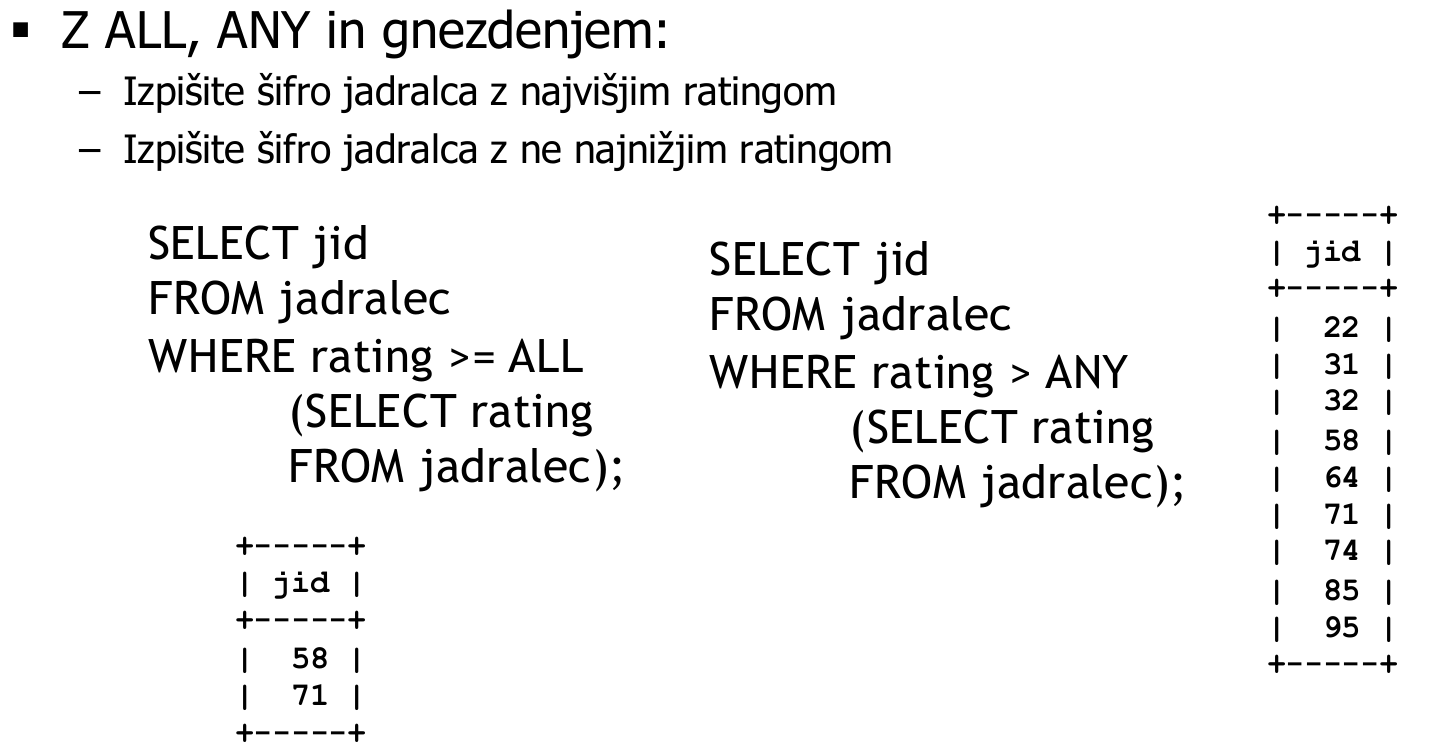 ▪ Z ALL, ANY in gnezdenjem:
– Izpišite šifro jadralca z najvišjim ratingom
– Izpišite šifro jadralca z ne najnižjim ratingom
SELECT jid
FROM jadralec
WHERE rating >= ALL
(SELECT rating
FROM jadralec);
+-----+
| jid |
+-----+
| 58 |
| 71 |
+-----+
SELECT jid
FROM jadralec
WHERE rating > ANY
(SELECT rating
FROM jadralec);
+-----+
| jid |
+-----+
| 22 |
| 31 |
| 32 |
| 58 |
| 64 |
| 71 |
| 74 |
| 85 |
| 95 |
+-----+